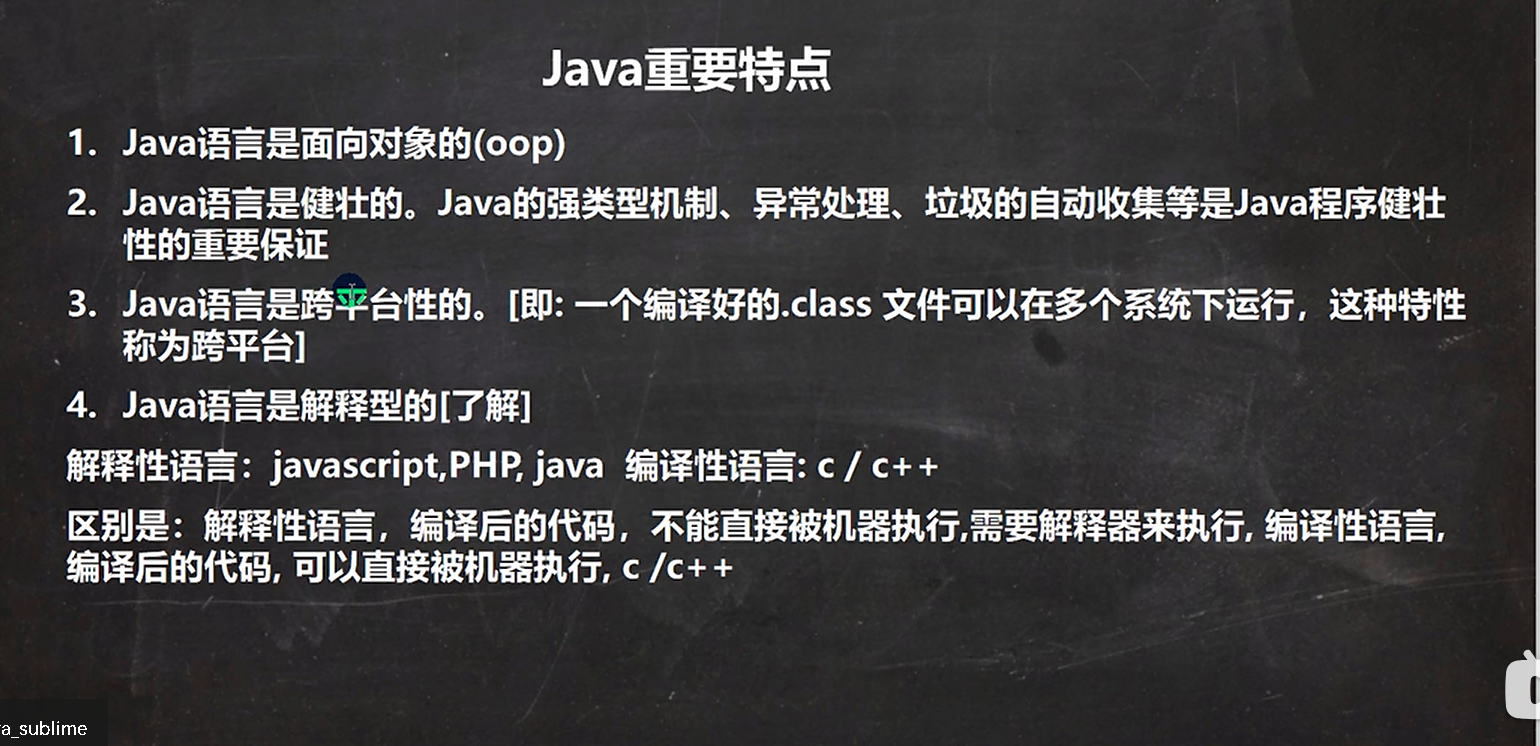 Java重要特点
1. Java语言是面向对象的(oop)
2. Java语言是健壮的。Java的强类型机制、异常处理、垃圾的自动收集等是Java程序健壮
性的重要保证
3. Java语言是跨平台性的。[即: 一个编译好的.class 文件可以在多个系统下运行，这种特性
称为跨平台]
4. Java语言是解释型的[了解]
解释性语言：javascript,PHP, java 编译性语言: c / c++
区别是：解释性语言，编译后的代码，不能直接被机器执行,需要解释器来执行, 编译性语言,
编译后的代码, 可以直接被机器执行, c /c++
a_sublime